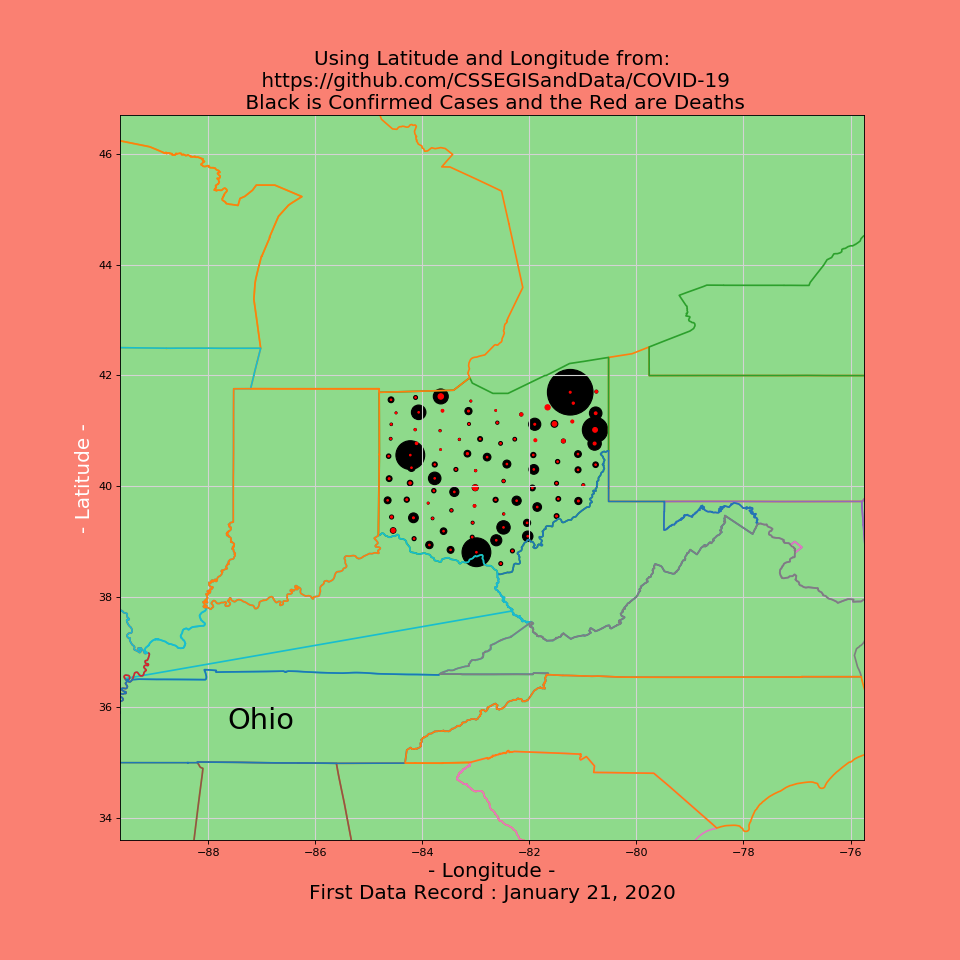 Using Latitude and Longitude from:
https://github.com/CSSEGISandData/COVID-19
Black is Confirmed Cases and the Red are Deaths
46
44
42
40
38
36
34
- Latitude -
Ohio
−88 −86 −84 −82 −80 −78 −76
- Longitude -
First Data Record : January 21, 2020